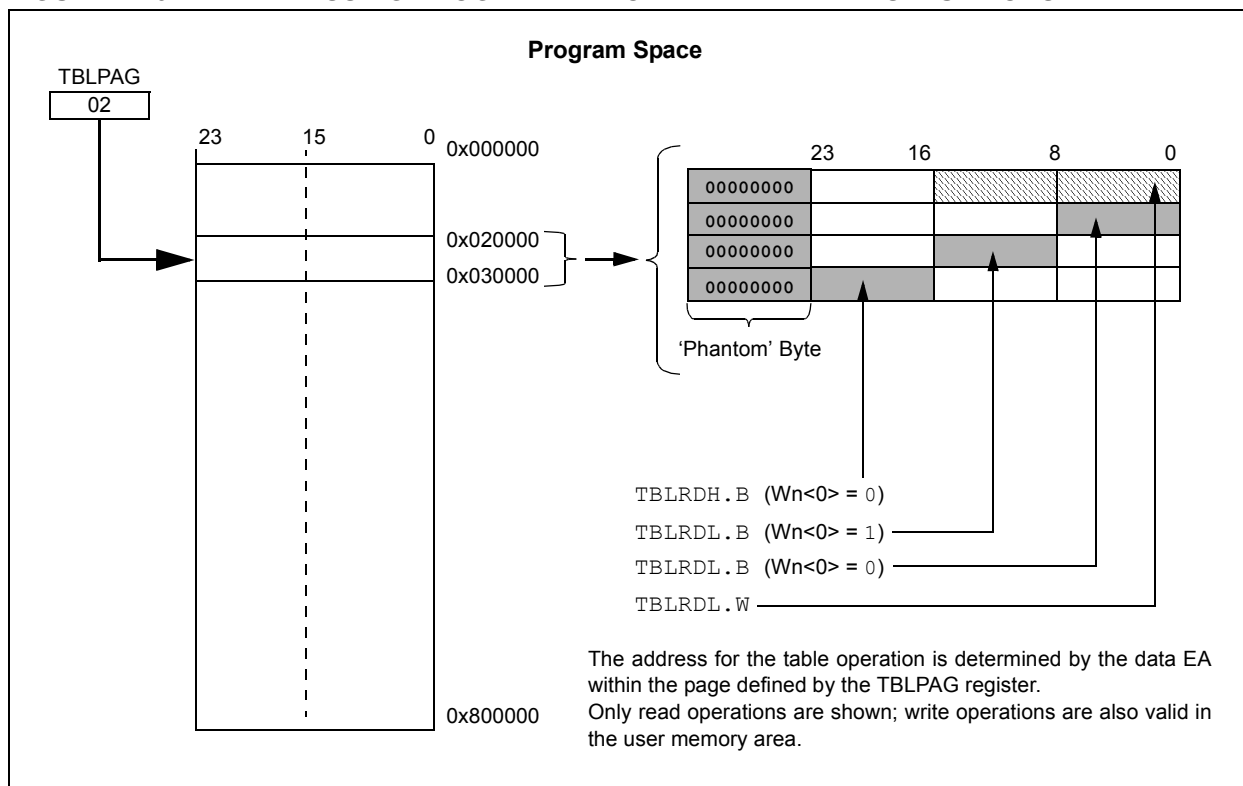 Program Space
TBLPAG
02
23 15 0
0x000000
0x020000
0x030000
0x800000
23 16 8 0
00000000
00000000
00000000
00000000
‘Phantom’ Byte
TBLRDH.B (Wn<0> = 0)
TBLRDL.B (Wn<0> = 1)
TBLRDL.B (Wn<0> = 0)
TBLRDL.W
The address for the table operation is determined by the data EA
within the page defined by the TBLPAG register.
Only read operations are shown; write operations are also valid in
the user memory area.